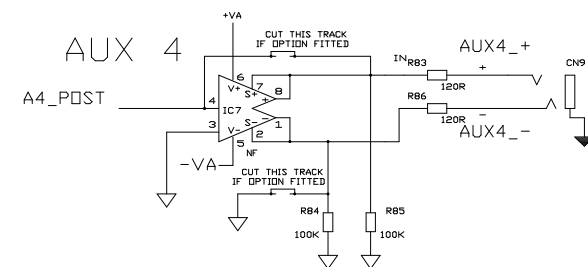 +VA
CUT THIS TRACK
IF OPTION FITTED
AUX 4
A4_POST
6
V+
7
S+
8
+
4
IC7
3
V-
S-
-
1
2
5
NF
-VA
IN
R83
120R
AUX4_+
+
CN9
R86
120R
-
AUX4_-
CUT THIS TRACK
IF OPTION FITTED
R84
100K
R85
100K